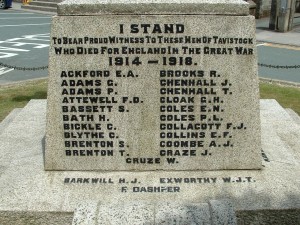 I STAND
TO BEAR PROUD WITNESS TO THESE MEN OF TAVISTOCK
WHO DIED FOR ENGLAND IN THE GREAT WAR
1914 — 1918.
ACKFORD E.A. BROOKS R.
ADAMS C. CHENHALL J.
ADAMS P. CHENHALL T.
ATTEWELL F.D. CLOAK G.H.
BASSETT S. COLES E.M.
BATH H. COLES P.L.
BICKLE C. COLLACOTT F.J.
BLYTHE C. COLLINS E.F.
BRENTON S. COOMBE A.J.
BRENTON T. CRAZE J.
CRUZE W.
BARKWILL H.J. EXWORTHY W.J.T.
F. DASHPER